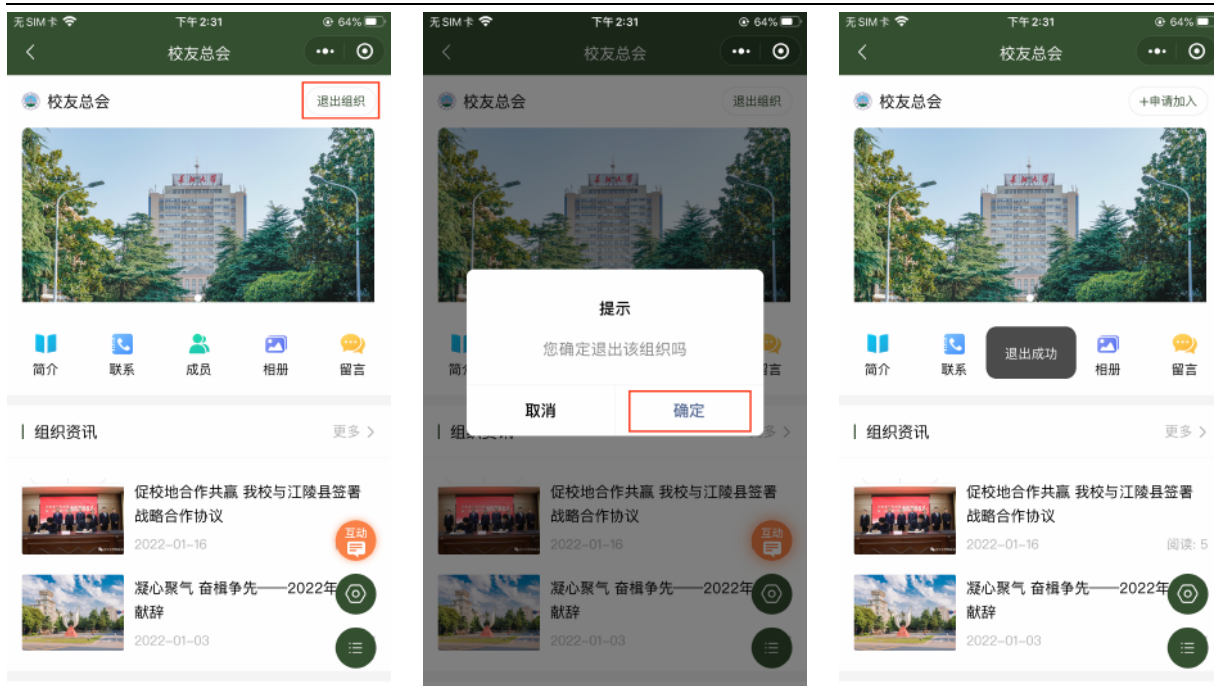 无SIM卡 下午2:31 64%
校友总会
校友总会 退出组织
简介 联系 成员 相册 留言
组织资讯 更多
促校地合作共赢 我校与江陵县签署
战略合作协议
2022-01-16
互动
凝心聚气 奋楫争先——2022年
献辞
2022-01-03
无SIM卡 下午2:31 64%
校友总会
校友总会 退出组织
提示
您确定退出该组织吗
取消 确定
更多
促校地合作共赢 我校与江陵县签署
战略合作协议
2022-01-16
互动
凝心聚气 奋楫争先——2022年
献辞
2022-01-03
无SIM卡 下午2:31 64%
校友总会
校友总会 +申请加入
简介 联系 退出成功 相册 留言
组织资讯 更多
促校地合作共赢 我校与江陵县签署
战略合作协议
2022-01-16 阅读: 5
凝心聚气 奋楫争先——2022年
献辞
2022-01-03